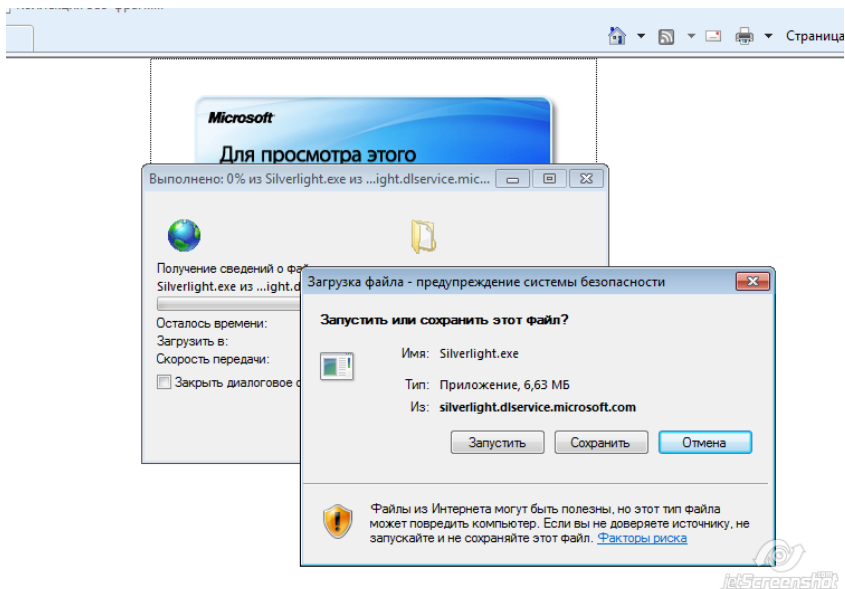 Страница
Microsoft
Для просмотра этого
Выполнено: 0% из Silverlight.exe из ...ight.dlservice.mic...
Получение сведений о фай
Silverlight.exe из ...ight.d
Осталось времени:
Загрузить в:
Скорость передачи:
Закрыть диалоговое о
Загрузка файла - предупреждение системы безопасности
Запустить или сохранить этот файл?
Имя: Silverlight.exe
Тип: Приложение, 6,63 МБ
Из: silverlight.dlservice.microsoft.com
Запустить Сохранить Отмена
Файлы из Интернета могут быть полезны, но этот тип файла
может повредить компьютер. Если вы не доверяете источнику, не
запускайте и не сохраняйте этот файл. Факторы риска
jetScreenshot
.com